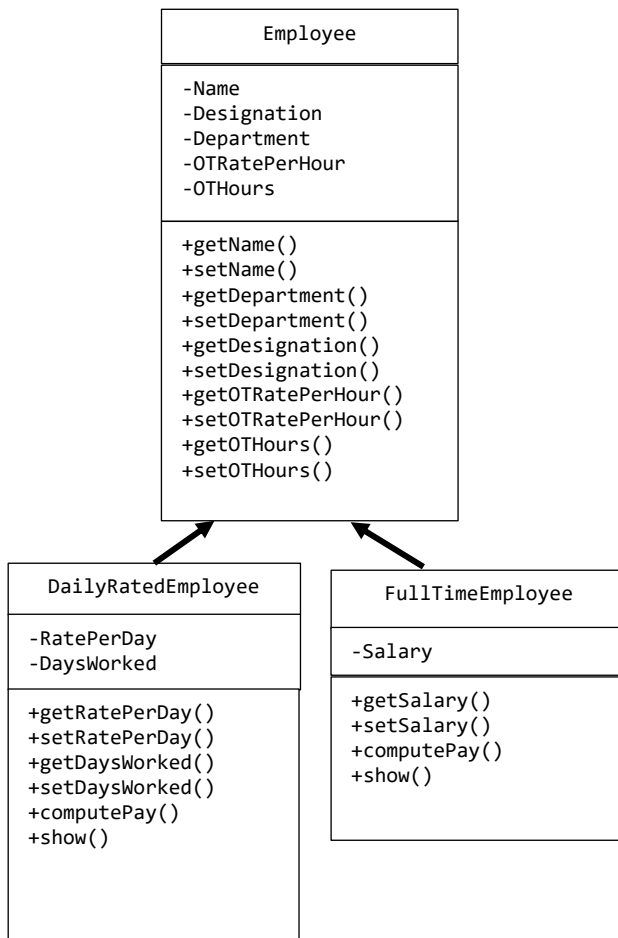 Employee
-Name
-Designation
-Department
-OTRatePerHour
-OTHours
+getName()
+setName()
+getDepartment()
+setDepartment()
+getDesignation()
+setDesignation()
+getOTRatePerHour()
+setOTRatePerHour()
+getOTHours()
+setOTHours()
DailyRatedEmployee
-RatePerDay
-DaysWorked
+getRatePerDay()
+setRatePerDay()
+getDaysWorked()
+setDaysWorked()
+computePay()
+show()
FullTimeEmployee
-Salary
+getSalary()
+setSalary()
+computePay()
+show()